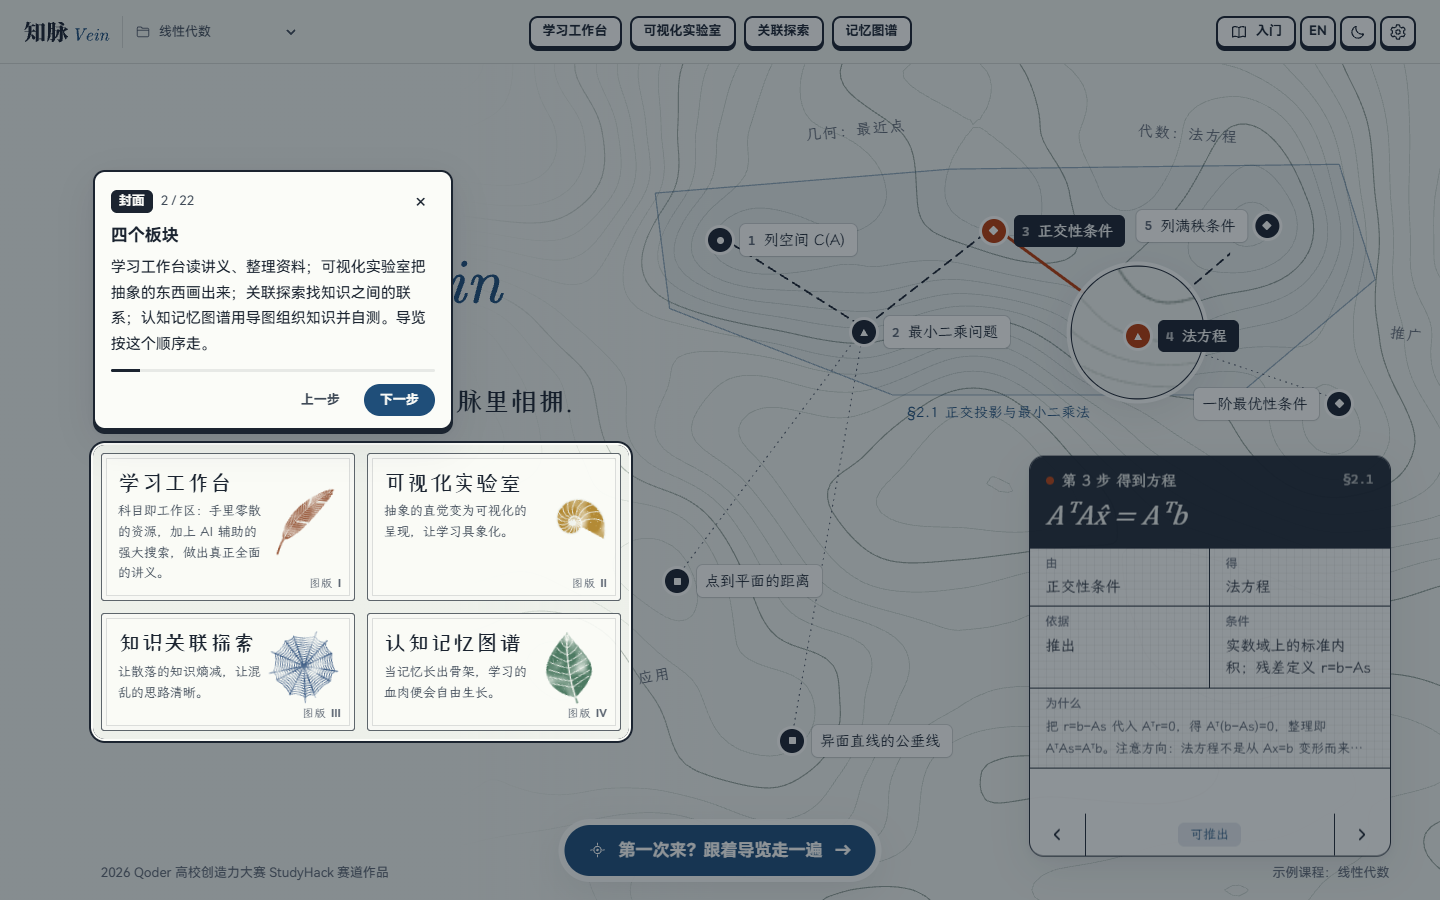 知脉 Vein
线性代数
学习工作台
可视化实验室
关联探索
记忆图谱
入门
EN
封面 2 / 22
四个板块
学习工作台读讲义、整理资料；可视化实验室把
抽象的东西画出来；关联探索找知识之间的联
系；认知记忆图谱用导图组织知识并自测。导览
按这个顺序走。
上一步
下一步
in
脉里相拥.
学习工作台
科目即工作区：手里零散
的资源，加上 AI 辅助的
强大搜索，做出真正全面
的讲义。
图版 I
可视化实验室
抽象的直觉变为可视化的
呈现，让学习具象化。
图版 II
知识关联探索
让散落的知识熵减，让混
乱的思路清晰。
图版 III
认知记忆图谱
当记忆长出骨架，学习的
血肉便会自由生长。
图版 IV
几何：最近点
代数：法方程
1 列空间 C(A)
3 正交性条件
5 列满秩条件
2 最小二乘问题
4 法方程
推广
一阶最优性条件
§2.1 正交投影与最小二乘法
点到平面的距离
应用
异面直线的公垂线
第 3 步 得到方程
§2.1
AᵀAx̂ = Aᵀb
由
正交性条件
得
法方程
依据
推出
条件
实数域上的标准内
积；残差定义 r=b−As
为什么
把 r=b−As 代入 Aᵀr=0，得 Aᵀ(b−As)=0，整理即
AᵀAs=Aᵀb。注意方向：法方程不是从 Ax=b 变形而来…
可推出
第一次来？跟着导览走一遍 →
2026 Qoder 高校创造力大赛 StudyHack 赛道作品
示例课程：线性代数